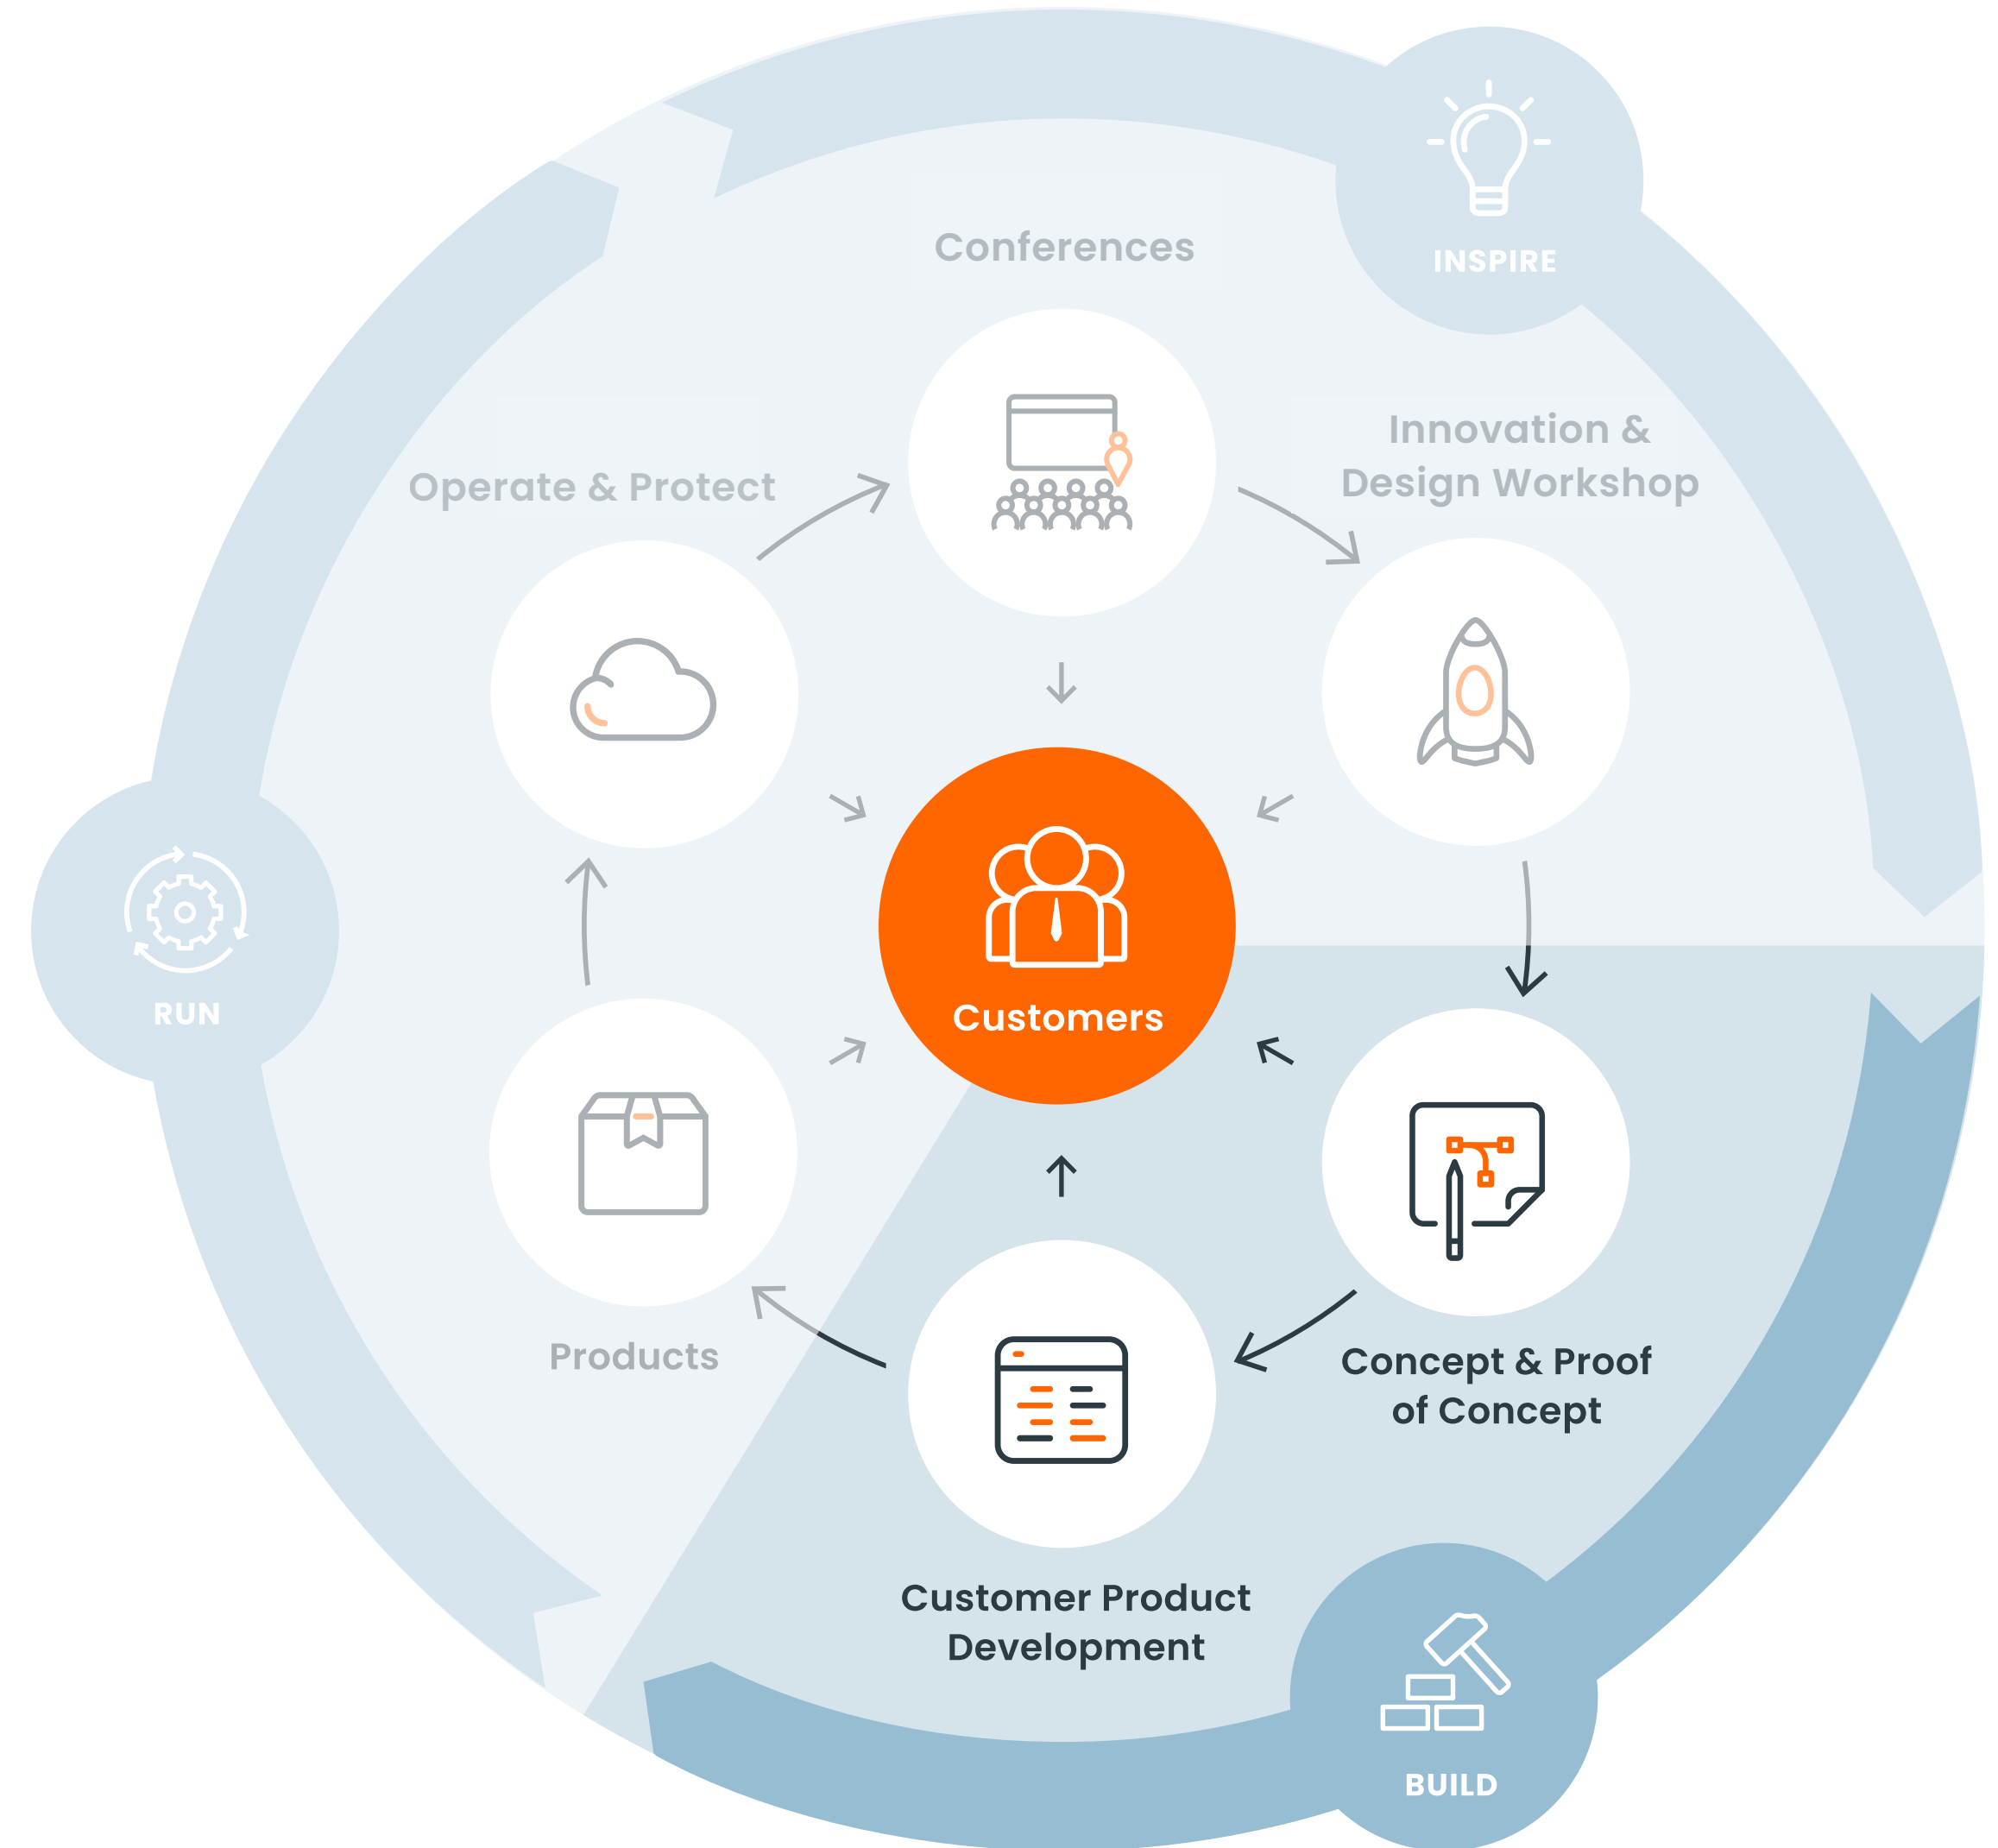 INSPIRE
Conferences
Innovation &
Design Workshop
Operate & Protect
RUN
Customers
Products
Concept & Proof
of Concept
Customer Product
Development
BUILD